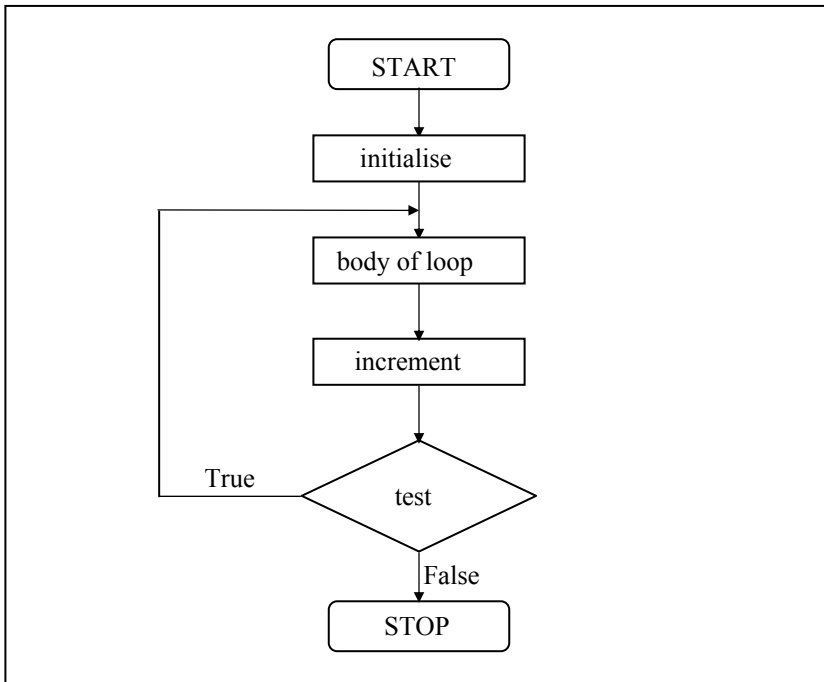 START
initialise
body of loop
increment
True
test
False
STOP